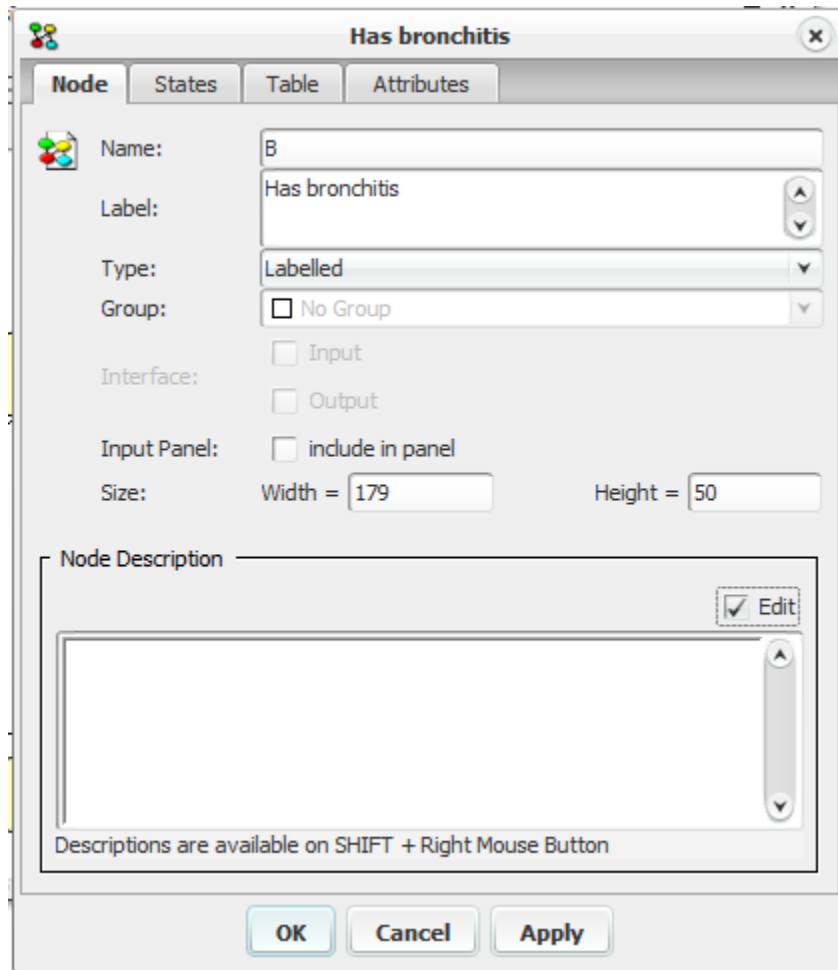 Has bronchitis
Node States Table Attributes
Name: B
Label: Has bronchitis
Type: Labelled
Group: No Group
Interface: Input
Output
Input Panel: include in panel
Size: Width = 179 Height = 50
Node Description
Edit
Descriptions are available on SHIFT + Right Mouse Button
OK Cancel Apply